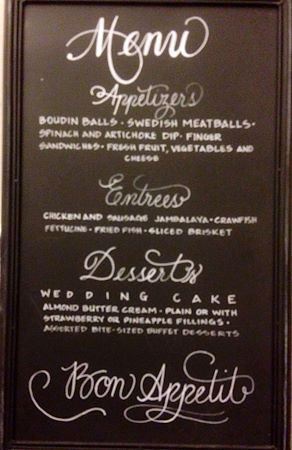 Menu
Appetizers
BOUDIN BALLS · SWEDISH MEATBALLS ·
SPINACH AND ARTICHOKE DIP · FINGER
SANDWICHES · FRESH FRUIT, VEGETABLES AND
CHEESE
Entrees
CHICKEN AND SAUSAGE JAMBALAYA · CRAWFISH
FETTUCINE · FRIED FISH · SLICED BRISKET
Desserts
WEDDING CAKE
ALMOND BUTTER CREAM · PLAIN OR WITH
STRAWBERRY OR PINEAPPLE FILLINGS ·
ASSERTED BITE-SIZED BUFFET DESSERTS
Bon Appetit